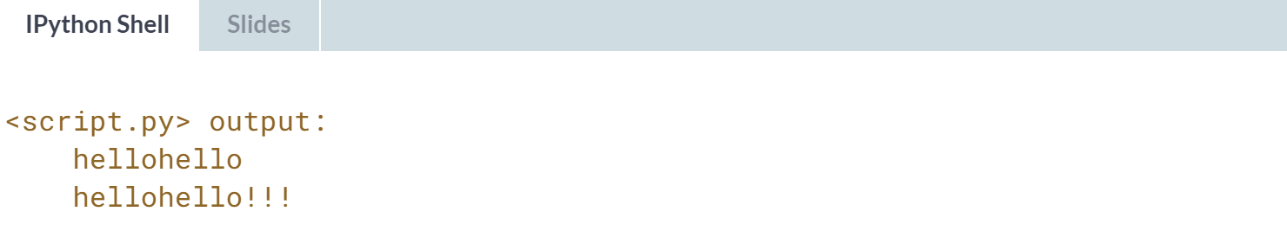 IPython Shell Slides
<script.py> output:
hellohello
hellohello!!!